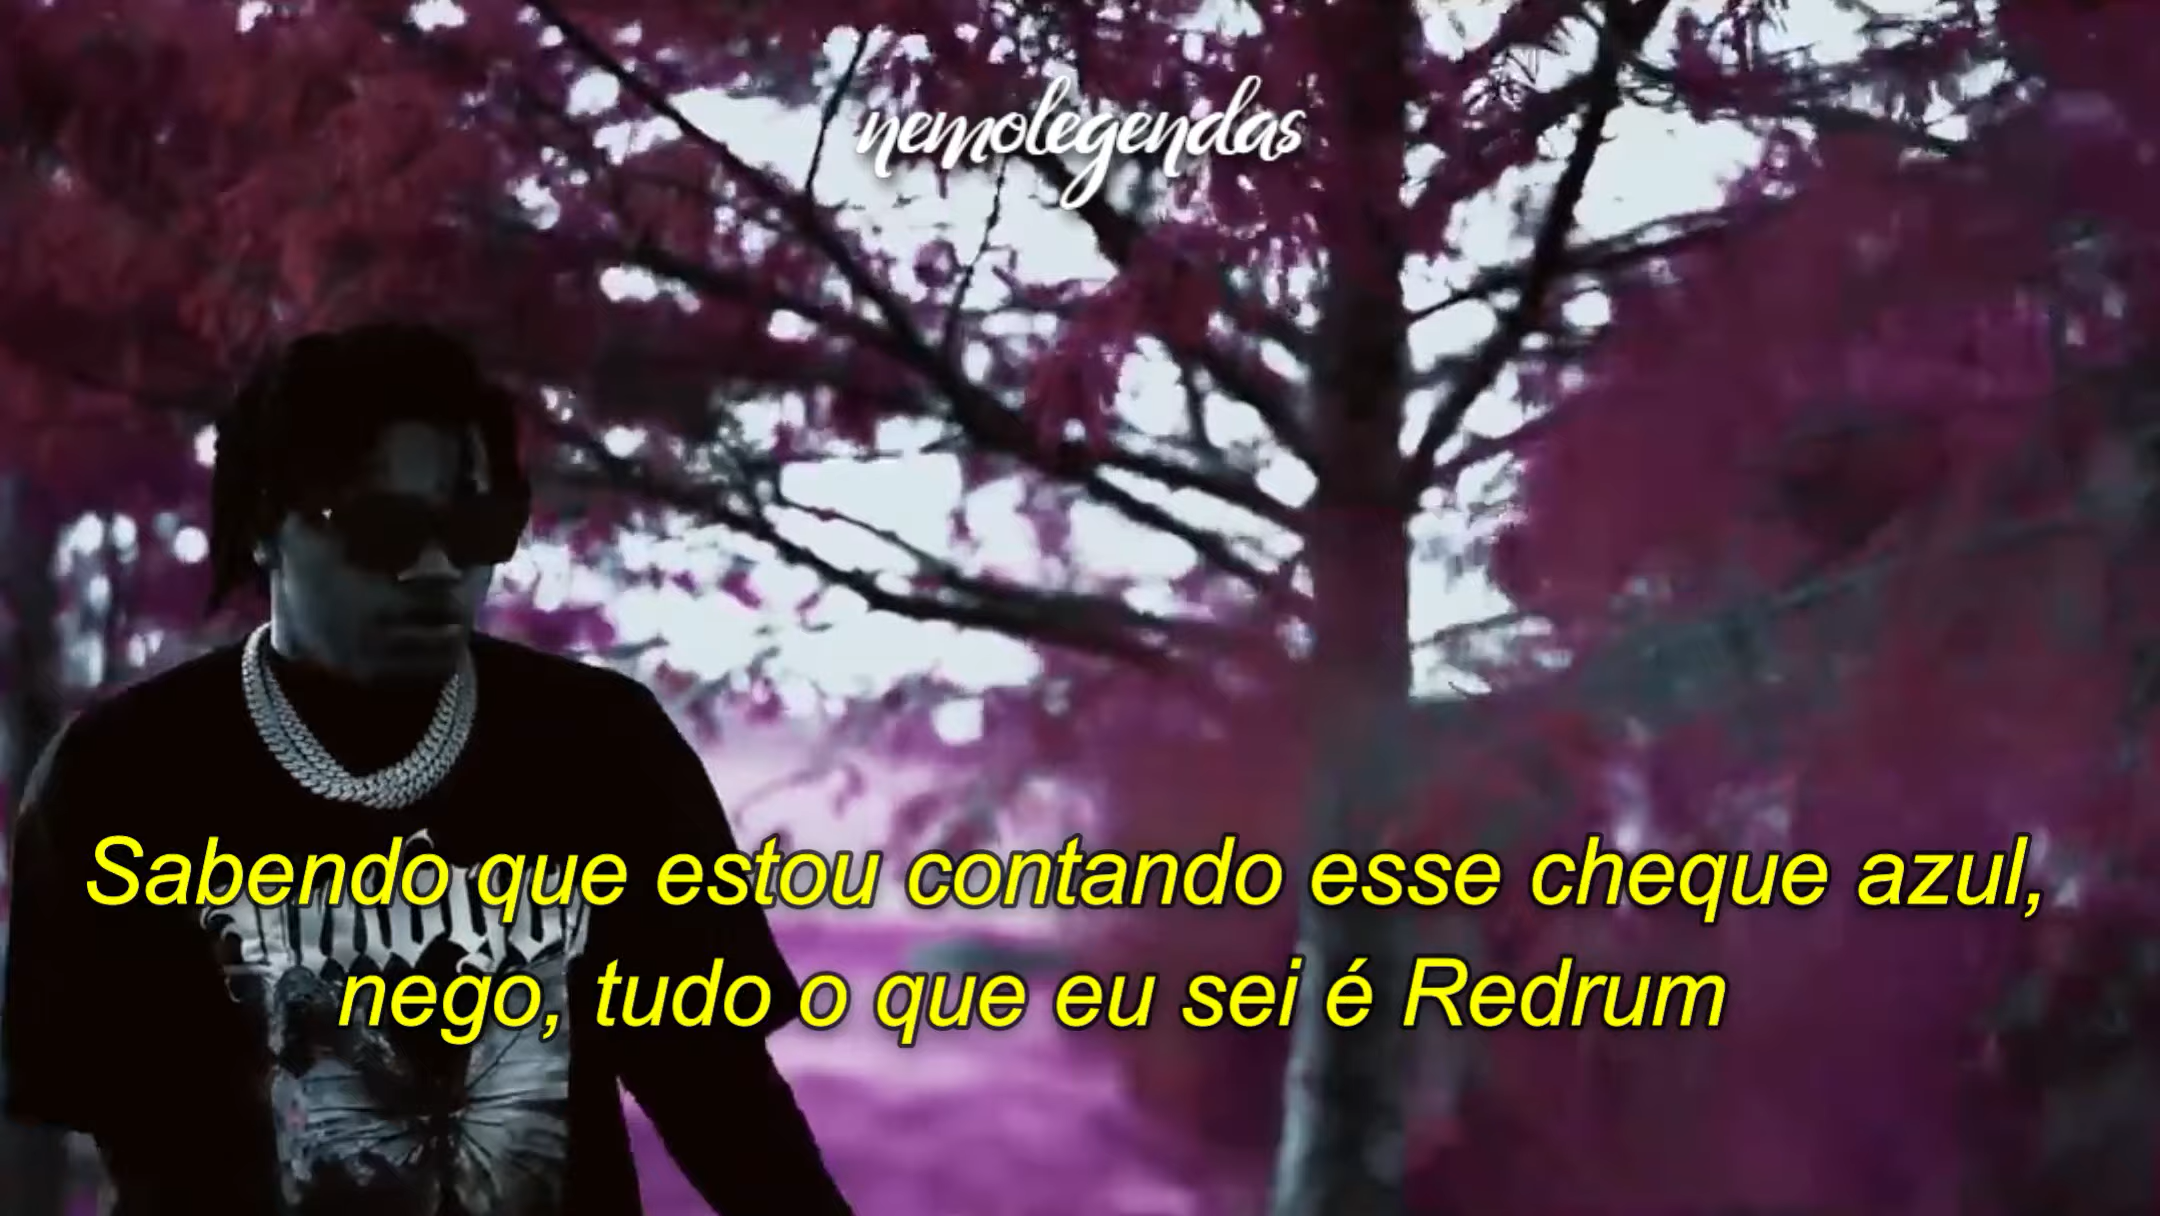 nemolegendas
Sabendo que estou contando esse cheque azul,
nego, tudo o que eu sei é Redrum